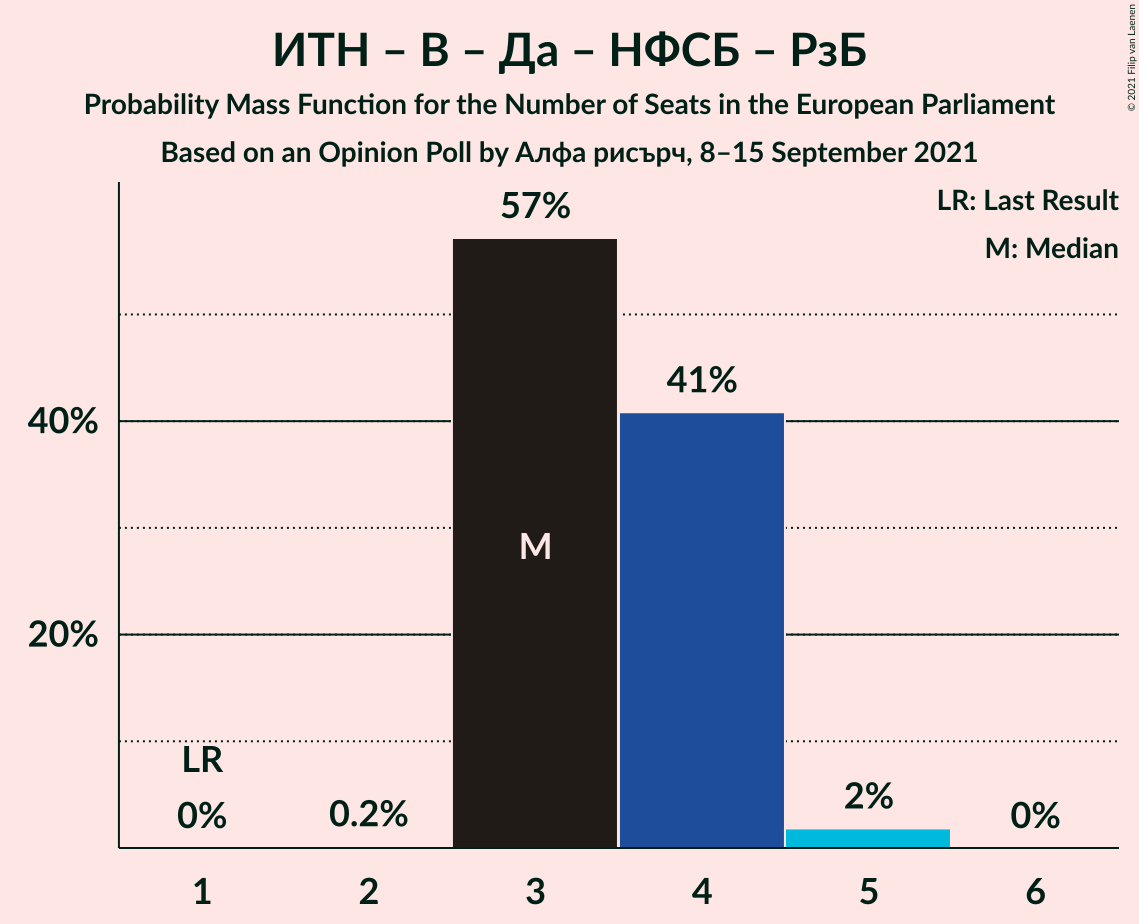 ИТН – В – Да – НФСБ – РзБ
Probability Mass Function for the Number of Seats in the European Parliament
Based on an Opinion Poll by Алфа рисърч, 8–15 September 2021
© 2021 Filip van Laenen
LR: Last Result
M: Median
57%
41%
40%
M
20%
LR
0%
0.2%
2%
0%
1
2
3
4
5
6